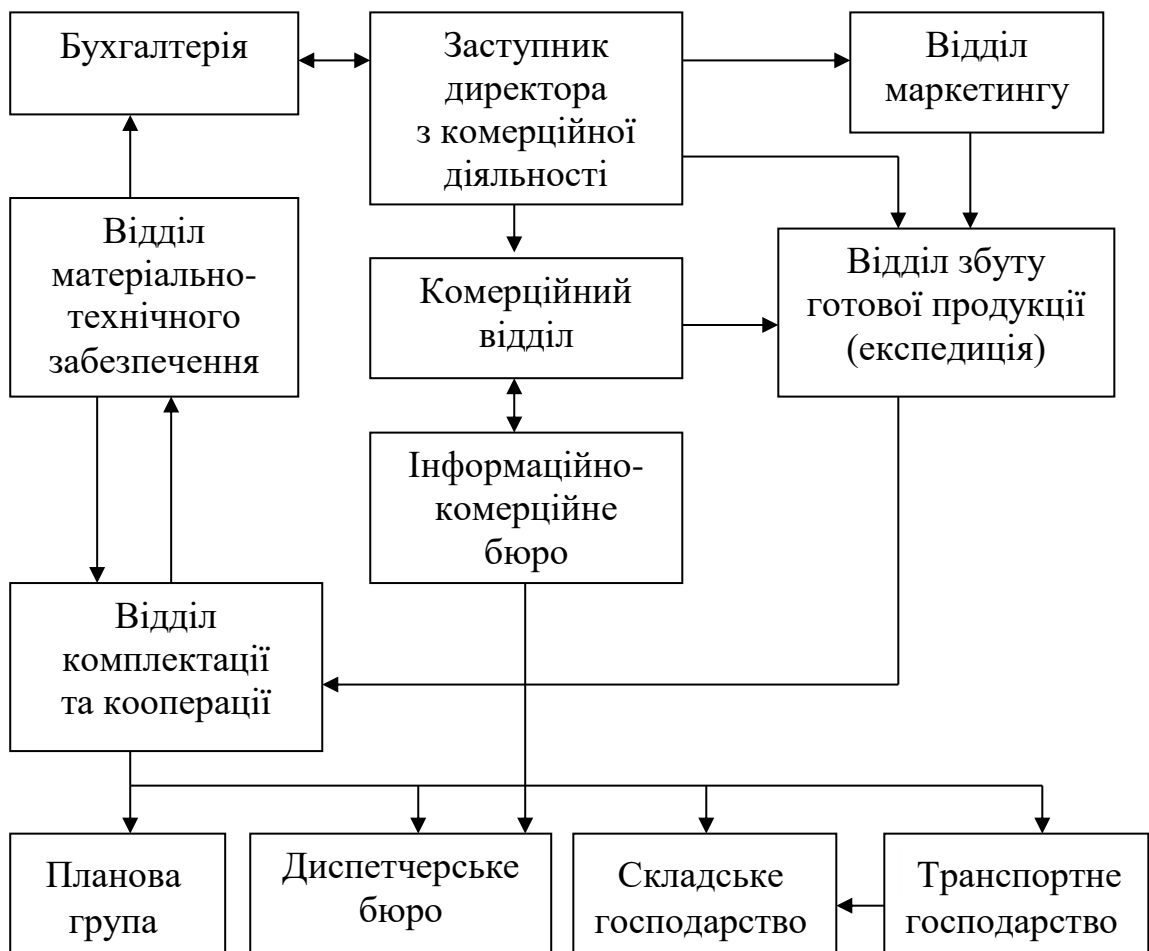 Бухгалтерія
Заступник
директора
з комерційної
діяльності
Відділ
маркетингу
Відділ
матеріально-
технічного
забезпечення
Комерційний
відділ
Відділ збуту
готової продукції
(експедиція)
Інформаційно-
комерційне
бюро
Відділ
комплектації
та кооперації
Планова
група
Диспетчерське
бюро
Складське
господарство
Транспортне
господарство